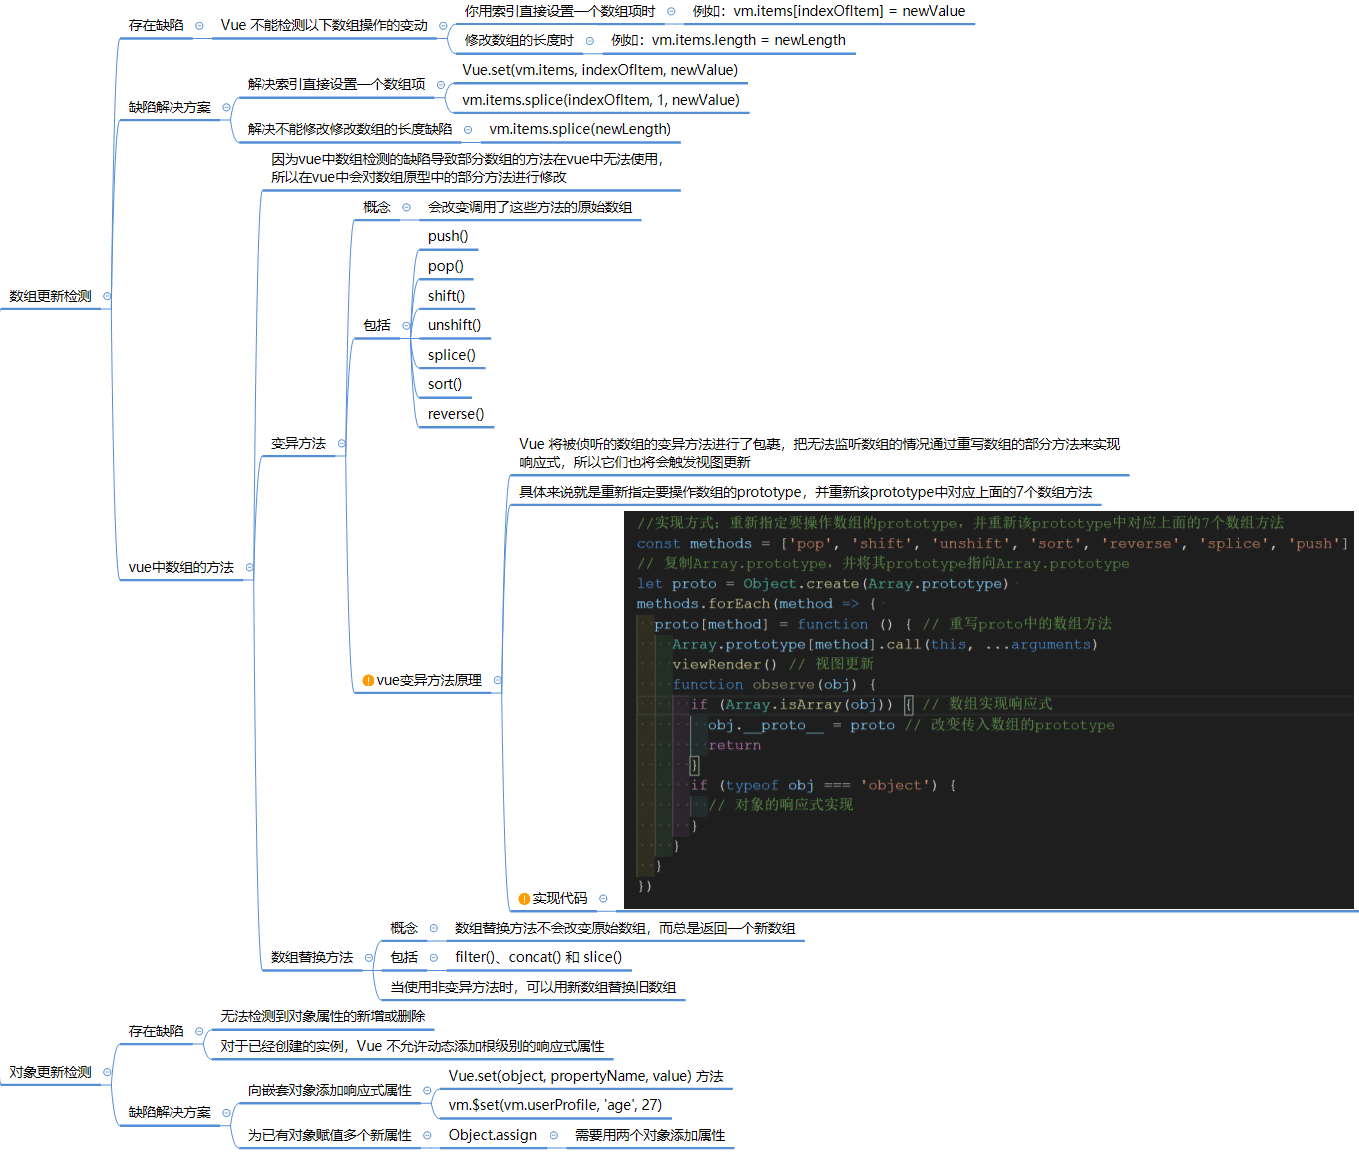 数组更新检测
存在缺陷
Vue 不能检测以下数组操作的变动
你用索引直接设置一个数组项时
例如：vm.items[indexOfItem] = newValue
修改数组的长度时
例如：vm.items.length = newLength
缺陷解决方案
解决索引直接设置一个数组项
Vue.set(vm.items, indexOfItem, newValue)
vm.items.splice(indexOfItem, 1, newValue)
解决不能修改修改数组的长度缺陷
vm.items.splice(newLength)
vue中数组的方法
因为vue中数组检测的缺陷导致部分数组的方法在vue中无法使用，
所以在vue中会对数组原型中的部分方法进行修改
变异方法
概念
会改变调用了这些方法的原始数组
包括
push()
pop()
shift()
unshift()
splice()
sort()
reverse()
vue变异方法原理
Vue 将被侦听的数组的变异方法进行了包裹，把无法监听数组的情况通过重写数组的部分方法来实现
响应式，所以它们也将会触发视图更新
具体来说就是重新指定要操作数组的prototype，并重新该prototype中对应上面的7个数组方法
实现代码
//实现方式：重新指定要操作数组的prototype，并重新该prototype中对应上面的7个数组方法
const methods = ['pop', 'shift', 'unshift', 'sort', 'reverse', 'splice', 'push']
// 复制Array.prototype，并将其prototype指向Array.prototype
let proto = Object.create(Array.prototype)
methods.forEach(method => {
proto[method] = function () { // 重写proto中的数组方法
Array.prototype[method].call(this, ...arguments)
viewRender() // 视图更新
function observe(obj) {
if (Array.isArray(obj)) { // 数组实现响应式
obj.__proto__ = proto // 改变传入数组的prototype
return
}
if (typeof obj === 'object') {
// 对象的响应式实现
}
}
}
})
数组替换方法
概念
数组替换方法不会改变原始数组，而总是返回一个新数组
包括
filter()、concat() 和 slice()
当使用非变异方法时，可以用新数组替换旧数组
对象更新检测
存在缺陷
无法检测到对象属性的新增或删除
对于已经创建的实例，Vue 不允许动态添加根级别的响应式属性
缺陷解决方案
向嵌套对象添加响应式属性
Vue.set(object, propertyName, value) 方法
vm.$set(vm.userProfile, 'age', 27)
为已有对象赋值多个新属性
Object.assign
需要用两个对象添加属性